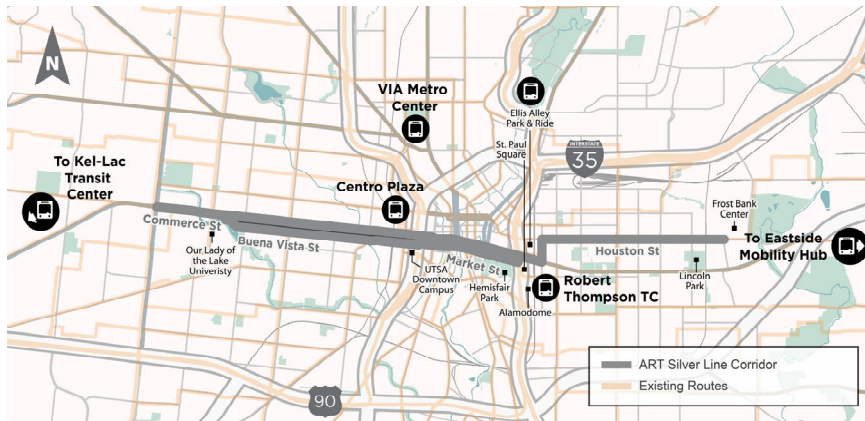 N
VIA Metro
Center
Ellis Alley
Park & Ride
St. Paul
Square
INTERSTATE
35
To Kel-Lac
Transit
Center
Centro Plaza
Frost Bank
Center
Commerce St
Buena Vista St
Our Lady of
the Lake
Univeristy
UTSA
Downtown
Campus
Market St
Hemisfair
Park
Houston St
To Eastside
Mobility Hub
Lincoln
Park
Robert
Thompson TC
Alamodome
90
ART Silver Line Corridor
Existing Routes